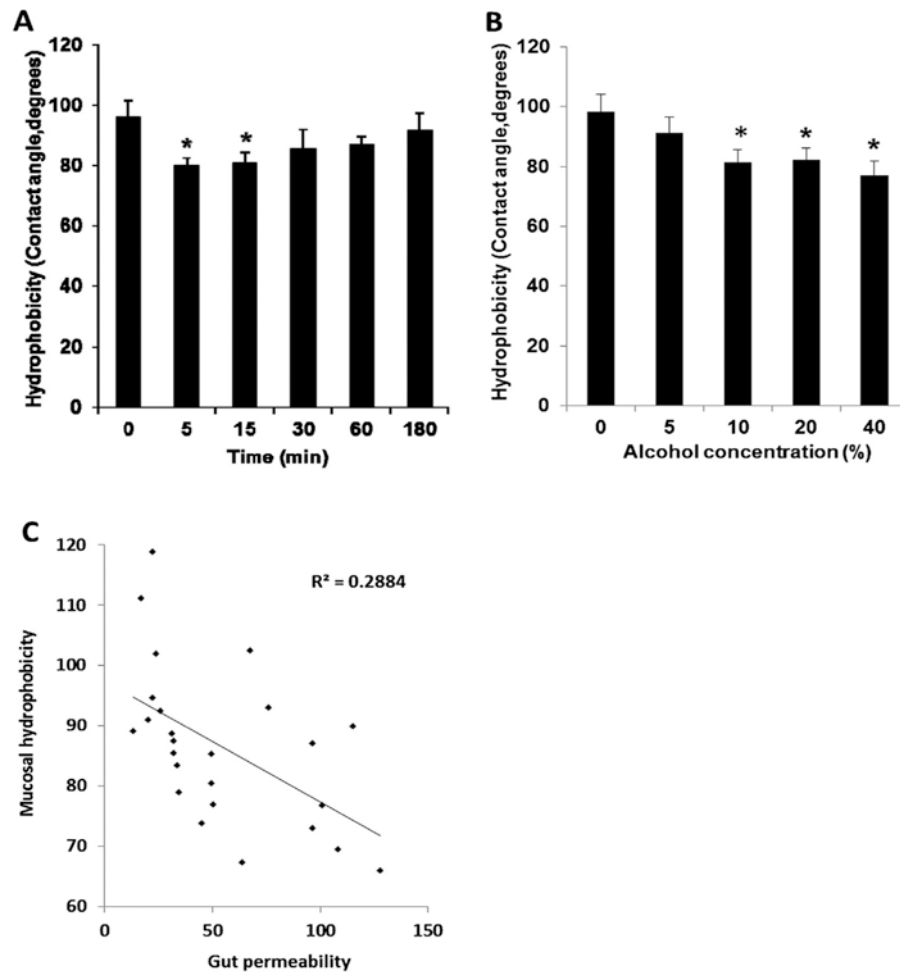 A
Hydrophobicity (Contact angle,degrees)
120
100
80
60
40
20
0
* *
0 5 15 30 60 180
Time (min)
B
Hydrophobicity (Contact angle,degrees)
120
100
80
60
40
20
0
* * *
0 5 10 20 40
Alcohol concentration (%)
C
Mucosal hydrophobicity
120
110
100
90
80
70
60
R² = 0.2884
0 50 100 150
Gut permeability